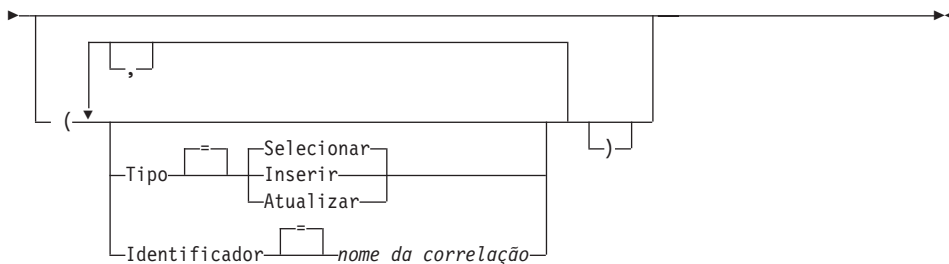 ,
(
)
Tipo = Selecionar
Inserir
Atualizar
Identificador = nome da correlação